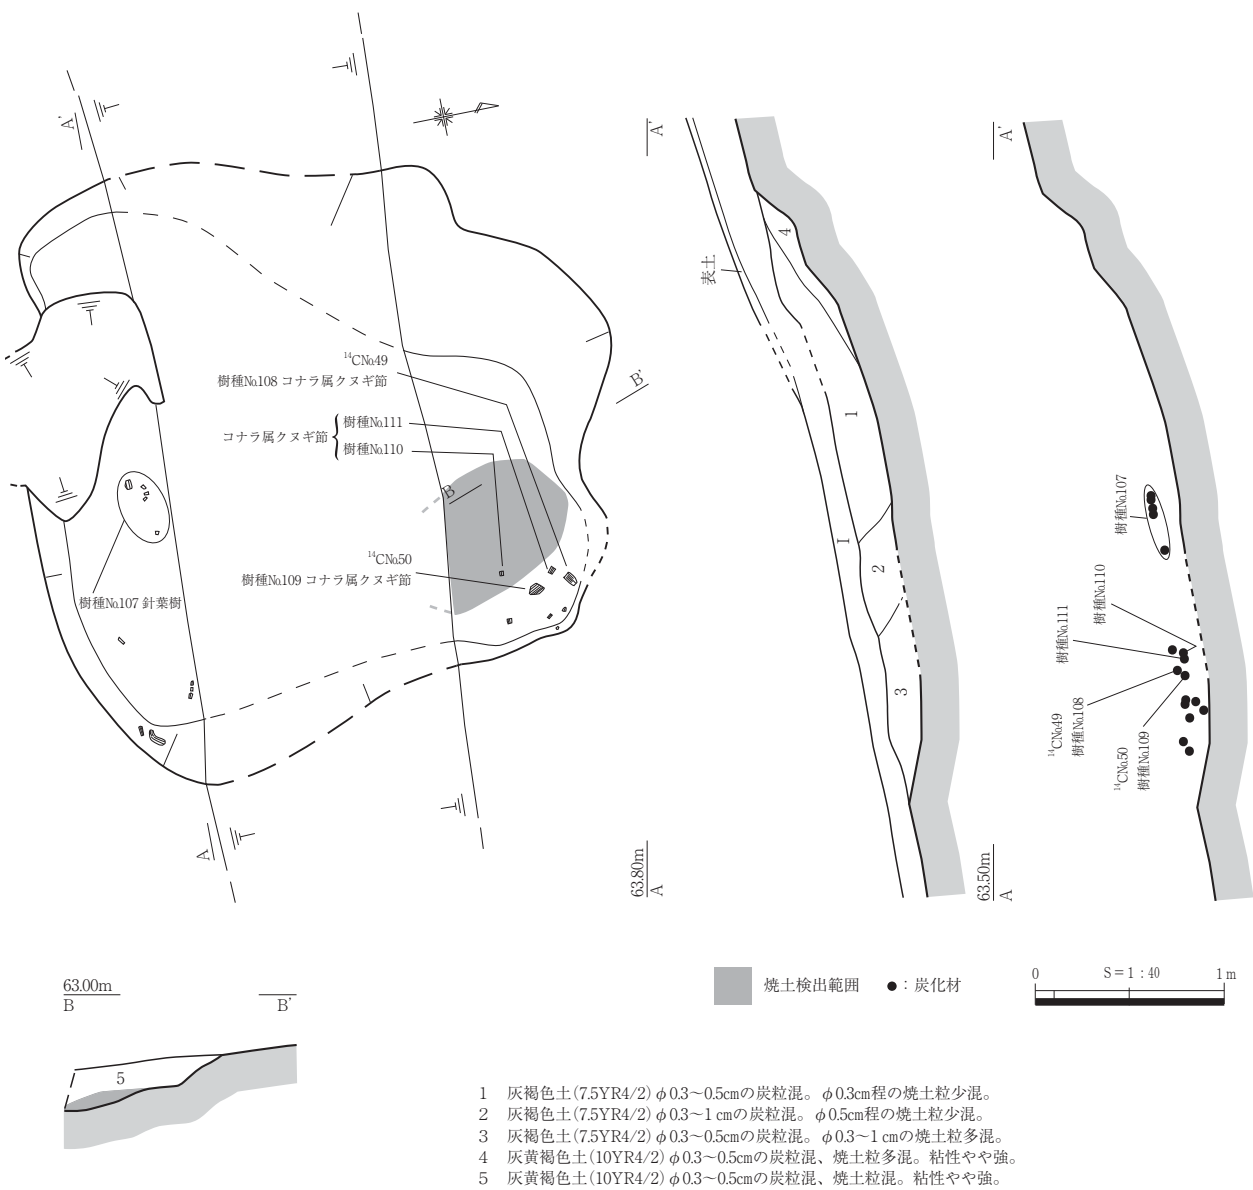 A'
A'
A'
表土
4
1
I
2
3
B'
¹⁴CNo.49
樹種No.108 コナラ属クヌギ節
コナラ属クヌギ節
樹種No.111
樹種No.110
B
¹⁴CNo.50
樹種No.109 コナラ属クヌギ節
樹種No.107 針葉樹
A
樹種No.107
樹種No.110
樹種No.111
¹⁴CNo.49
樹種No.108
¹⁴CNo.50
樹種No.109
63.80m
A
63.50m
A
63.00m
B
B'
5
焼土検出範囲
●：炭化材
0 S＝1：40 1m
1 灰褐色土(7.5YR4/2)φ0.3〜0.5cmの炭粒混。φ0.3cm程の焼土粒少混。
2 灰褐色土(7.5YR4/2)φ0.3〜1cmの炭粒混。φ0.5cm程の焼土粒少混。
3 灰褐色土(7.5YR4/2)φ0.3〜0.5cmの炭粒混。φ0.3〜1cmの焼土粒多混。
4 灰黄褐色土(10YR4/2)φ0.3〜0.5cmの炭粒混、焼土粒多混。粘性やや強。
5 灰黄褐色土(10YR4/2)φ0.3〜0.5cmの炭粒混、焼土粒混。粘性やや強。